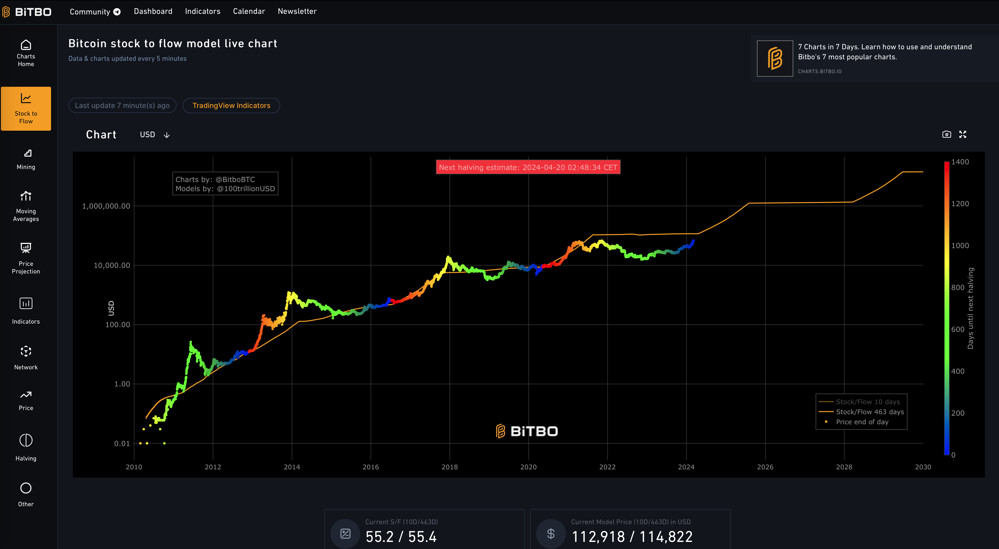 BiTBO
Community
Dashboard
Indicators
Calendar
Newsletter
Charts
Home
Stock to
Flow
Mining
Moving
Averages
Price
Projection
Indicators
Network
Price
Halving
Other
Bitcoin stock to flow model live chart
Data & charts updated every 5 minutes
7 Charts in 7 Days. Learn how to use and understand
Bitbo's 7 most popular charts.
CHARTS.BITBO.IO
Last update 7 minute(s) ago
TradingView Indicators
Chart
USD
Next halving estimate: 2024-04-20 02:48:34 CET
Charts by: @BitboBTC
Models by: @100trillionUSD
1,000,000.00
10,000.00
100.00
1.00
0.01
USD
2010
2012
2014
2016
2018
2020
2022
2024
2026
2028
2030
Stock/Flow 10 days
Stock/Flow 463 days
Price end of day
BiTBO
1400
1200
1000
800
600
400
200
0
Days until next halving
Current S/F (10D/463D)
55.2 / 55.4
Current Model Price (10D/463D) in USD
$
112,918 / 114,822